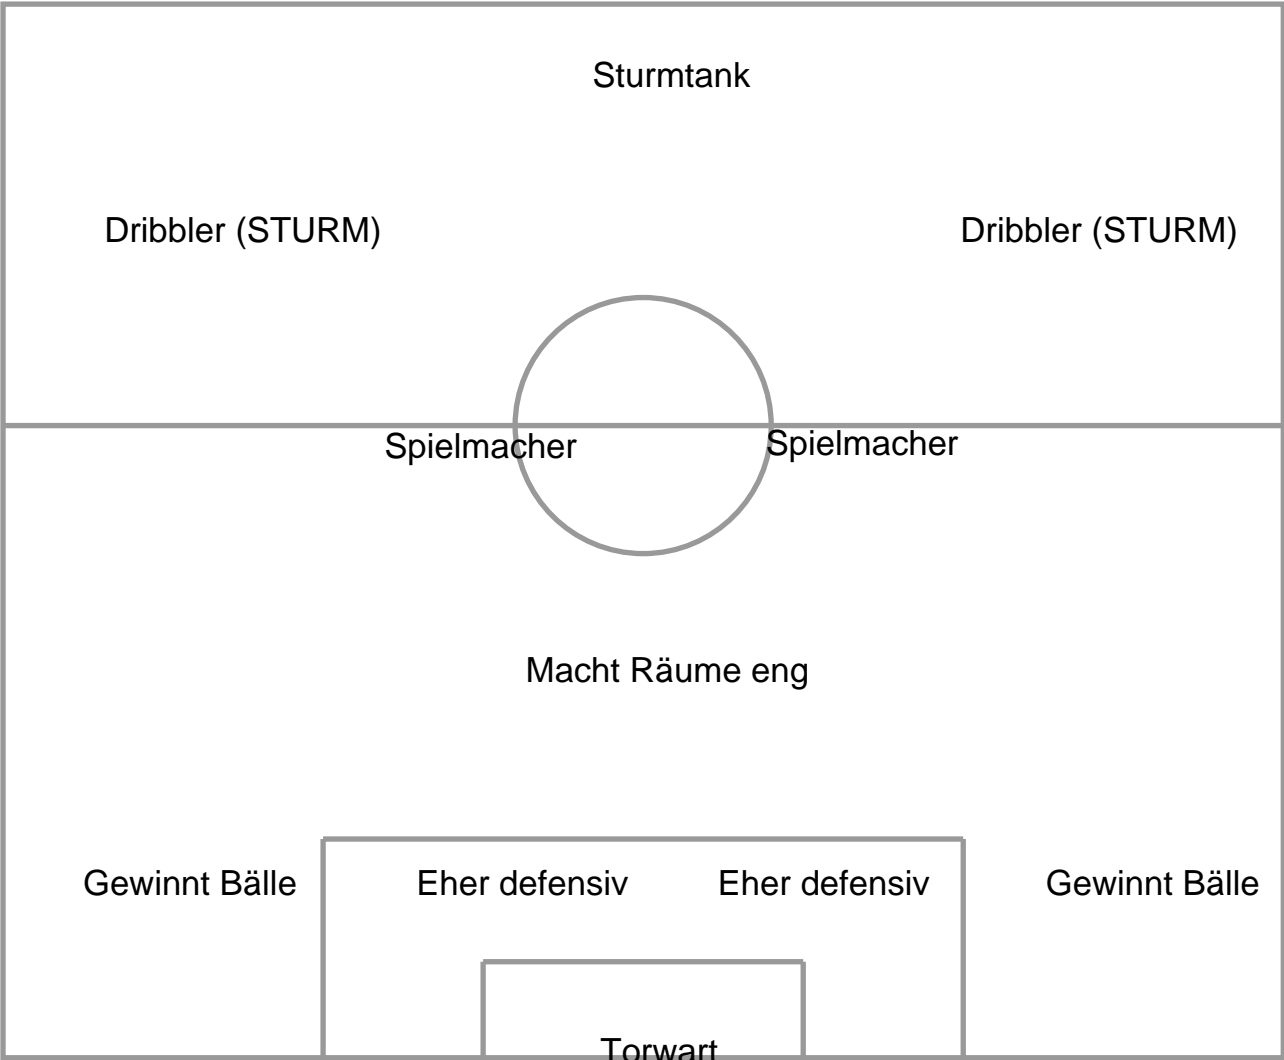 Sturmtank
Dribbler (STURM) Dribbler (STURM)
Spielmacher Spielmacher
Macht Räume eng
Gewinnt Bälle Eher defensiv Eher defensiv Gewinnt Bälle
Torwart